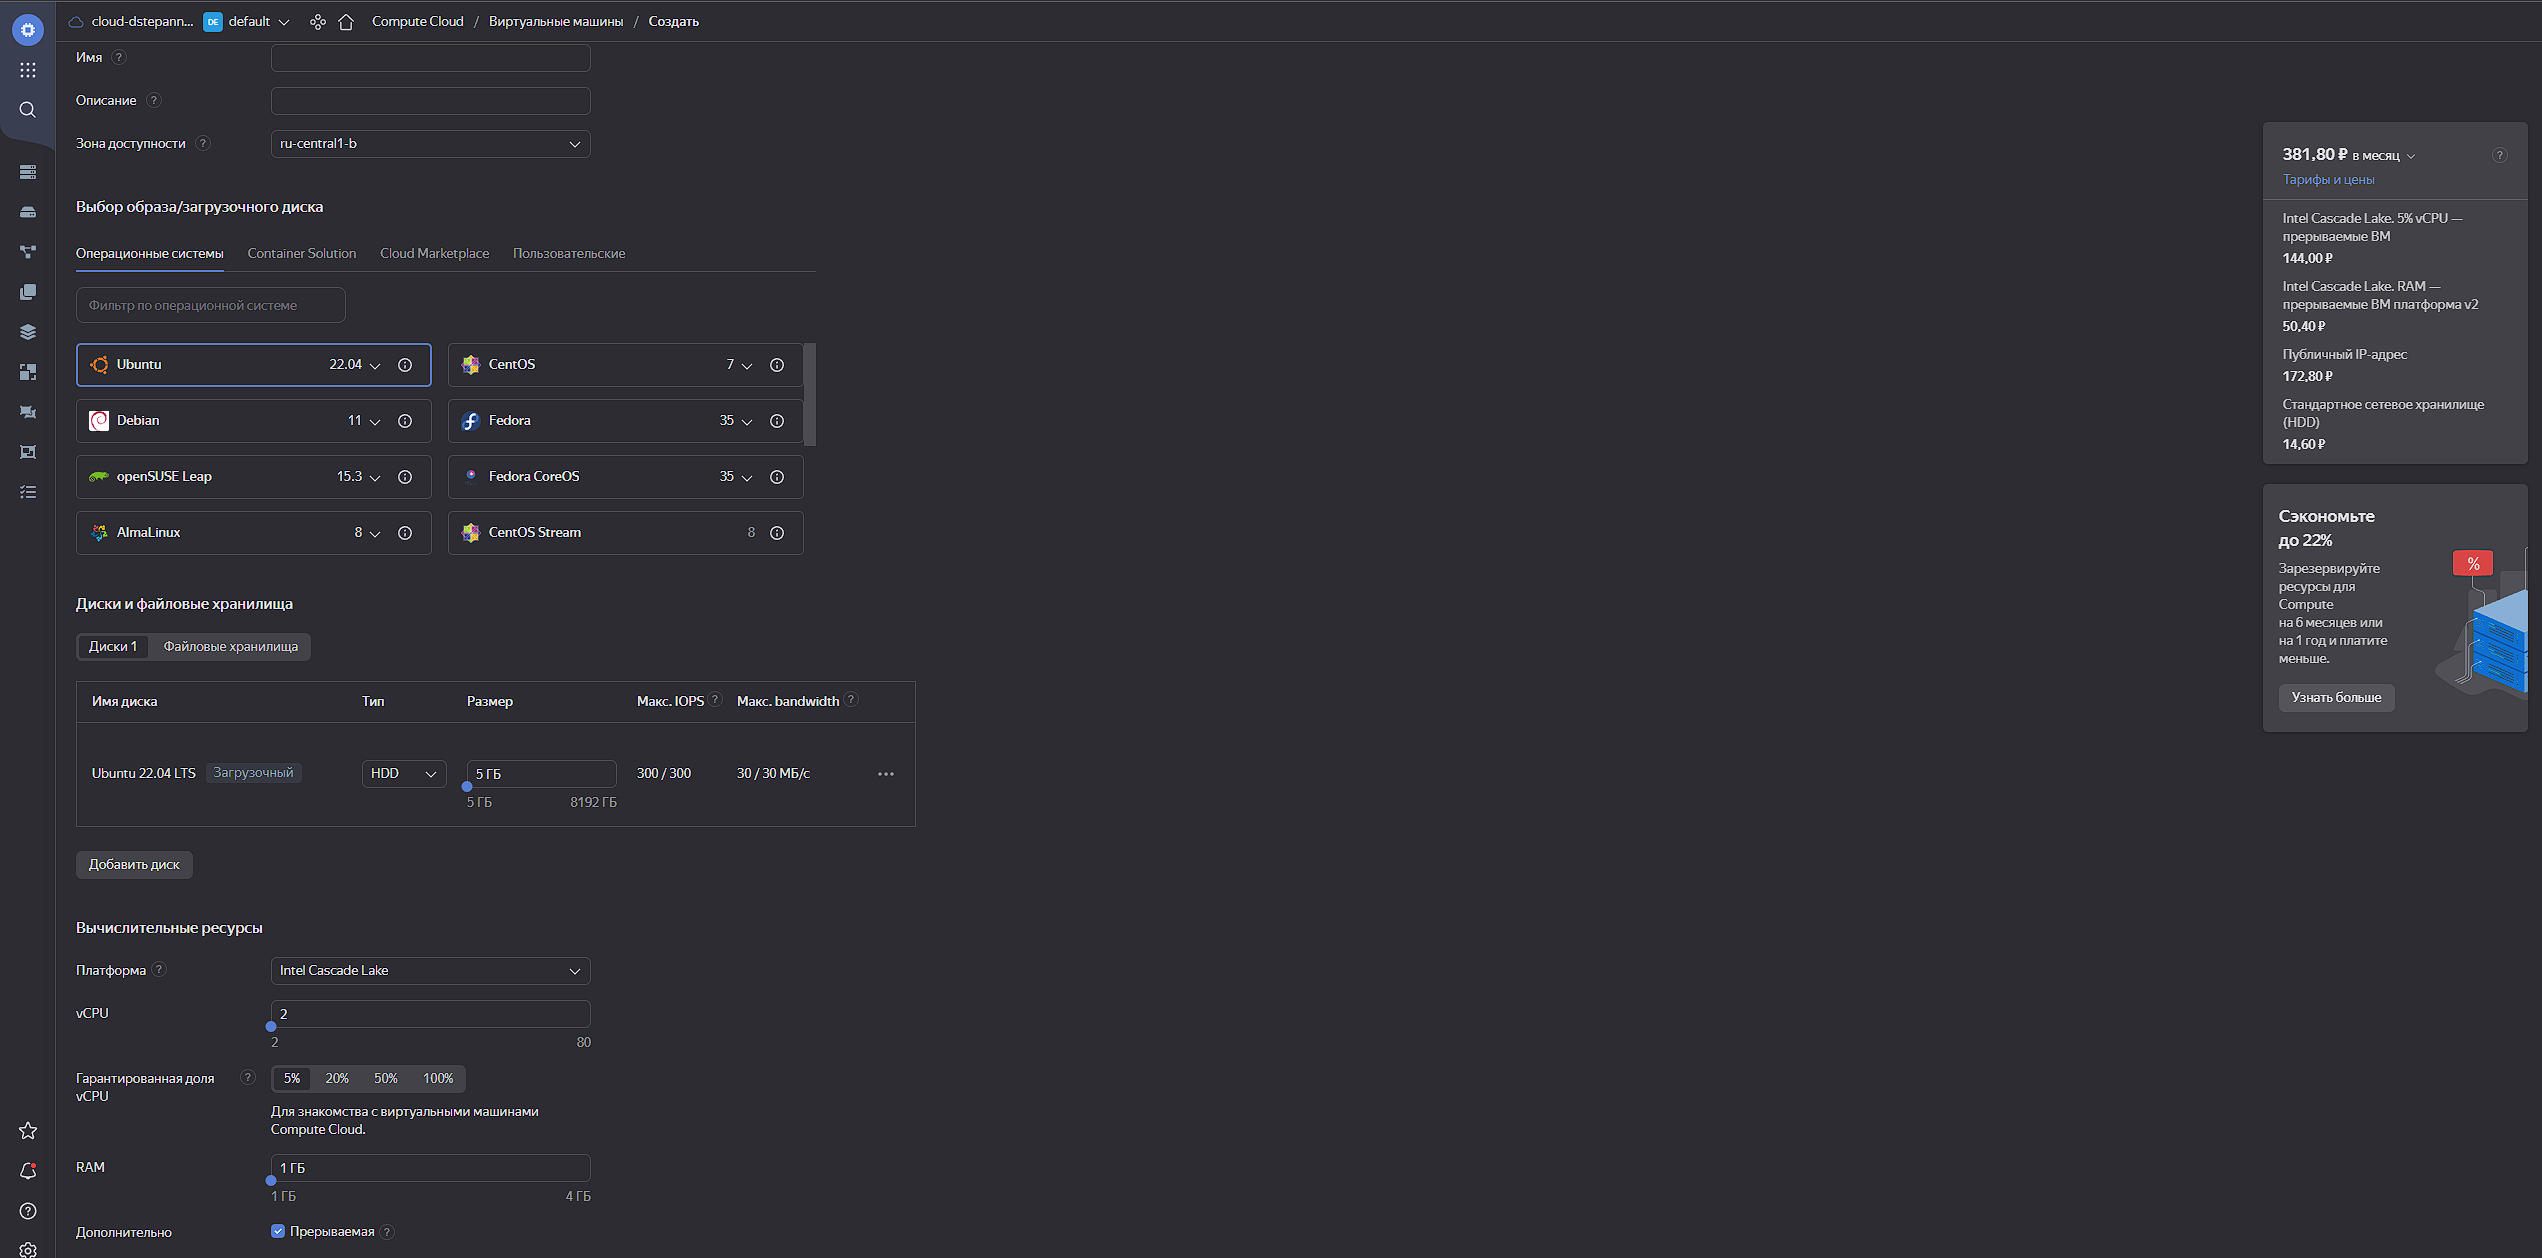 cloud-dstepann... DE default Compute Cloud / Виртуальные машины / Создать
Имя ?
Описание ?
Зона доступности ? ru-central1-b
Выбор образа/загрузочного диска
Операционные системы Container Solution Cloud Marketplace Пользовательские
Фильтр по операционной системе
Ubuntu 22.04
CentOS 7
Debian 11
Fedora 35
openSUSE Leap 15.3
Fedora CoreOS 35
AlmaLinux 8
CentOS Stream 8
Диски и файловые хранилища
Диски 1 Файловые хранилища
Имя диска Тип Размер Макс. IOPS ? Макс. bandwidth ?
Ubuntu 22.04 LTS Загрузочный HDD 5 ГБ 300 / 300 30 / 30 МБ/с
5 ГБ 8192 ГБ
Добавить диск
Вычислительные ресурсы
Платформа ? Intel Cascade Lake
vCPU 2
2 80
Гарантированная доля ? 5% 20% 50% 100%
vCPU
Для знакомства с виртуальными машинами
Compute Cloud.
RAM 1 ГБ
1 ГБ 4 ГБ
Дополнительно Прерываемая ?
381,80 ₽ в месяц ?
Тарифы и цены
Intel Cascade Lake. 5% vCPU —
прерываемые ВМ
144,00 ₽
Intel Cascade Lake. RAM —
прерываемые ВМ платформа v2
50,40 ₽
Публичный IP-адрес
172,80 ₽
Стандартное сетевое хранилище
(HDD)
14,60 ₽
Сэкономьте
до 22%
%
Зарезервируйте
ресурсы для
Compute
на 6 месяцев или
на 1 год и платите
меньше.
Узнать больше